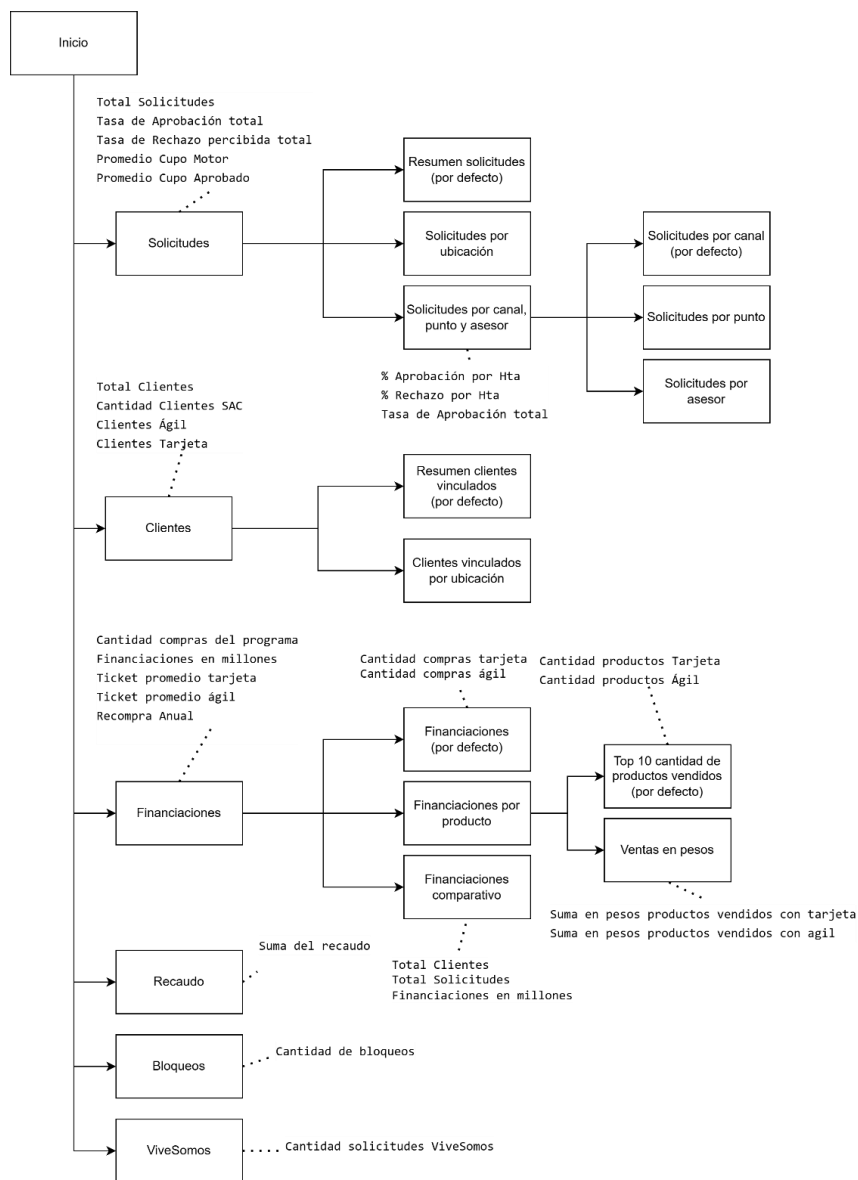 Inicio
Total Solicitudes
Tasa de Aprobación total
Tasa de Rechazo percibida total
Promedio Cupo Motor
Promedio Cupo Aprobado
Solicitudes
Resumen solicitudes
(por defecto)
Solicitudes por
ubicación
Solicitudes por canal,
punto y asesor
Solicitudes por canal
(por defecto)
Solicitudes por punto
Solicitudes por
asesor
% Aprobación por Hta
% Rechazo por Hta
Tasa de Aprobación total
Total Clientes
Cantidad Clientes SAC
Clientes Ágil
Clientes Tarjeta
Clientes
Resumen clientes
vinculados
(por defecto)
Clientes vinculados
por ubicación
Cantidad compras del programa
Financiaciones en millones
Ticket promedio tarjeta
Ticket promedio ágil
Recompra Anual
Financiaciones
Cantidad compras tarjeta
Cantidad compras ágil
Financiaciones
(por defecto)
Financiaciones por
producto
Financiaciones
comparativo
Cantidad productos Tarjeta
Cantidad productos Ágil
Top 10 cantidad de
productos vendidos
(por defecto)
Ventas en pesos
Suma en pesos productos vendidos con tarjeta
Suma en pesos productos vendidos con agil
Total Clientes
Total Solicitudes
Financiaciones en millones
Recaudo
Suma del recaudo
Bloqueos
Cantidad de bloqueos
ViveSomos
Cantidad solicitudes ViveSomos